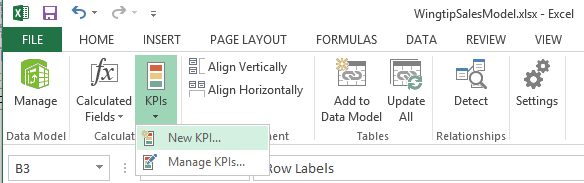 WingtipSalesModel.xlsx - Excel
FILE HOME INSERT PAGE LAYOUT FORMULAS DATA REVIEW
Manage
Calculated Fields
KPIs
Align Vertically
Align Horizontally
Add to Data Model
Update All
Detect
Settings
Data Model Calculat Tables Relationships
New KPI...
Manage KPIs...
B3 Row Labels